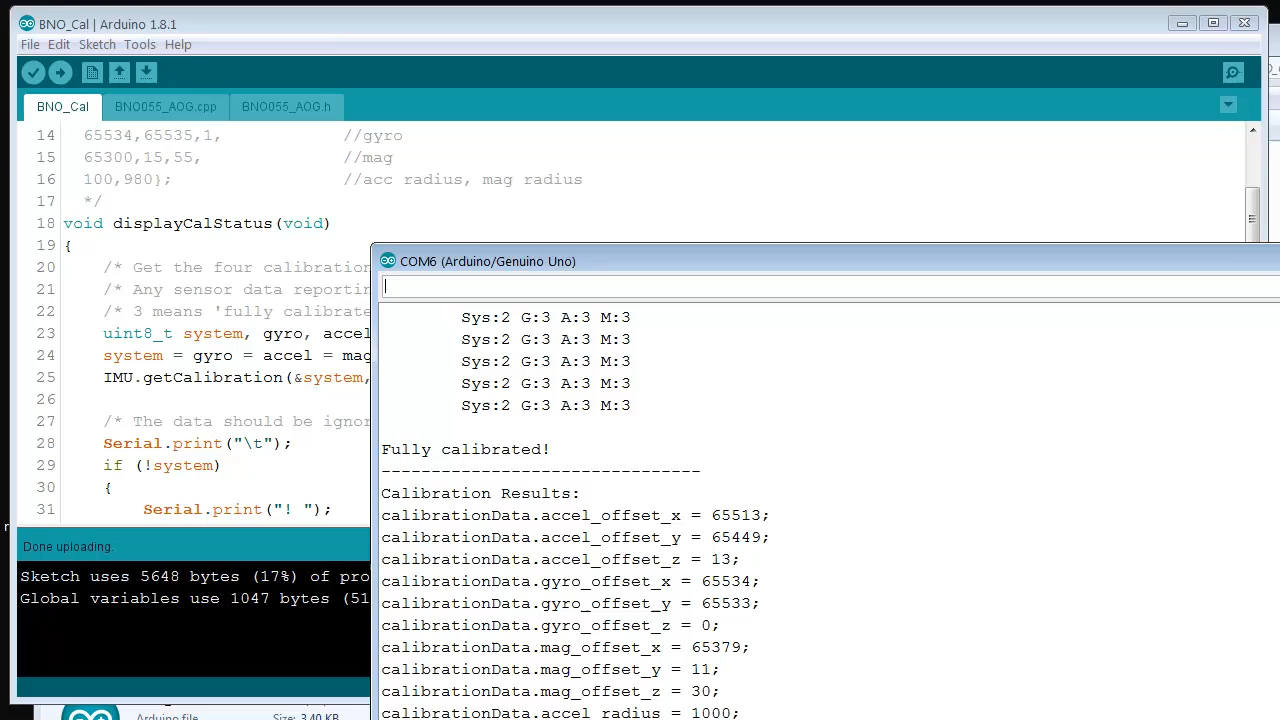 BNO_Cal | Arduino 1.8.1
File Edit Sketch Tools Help
BNO_Cal BNO055_AOG.cpp BNO055_AOG.h
14 65534,65535,1, //gyro
15 65300,15,55, //mag
16 100,980}; //acc radius, mag radius
17 */
18 void displayCalStatus(void)
19 {
20 /* Get the four calibration
21 /* Any sensor data reportin
22 /* 3 means 'fully calibrate
23 uint8_t system, gyro, accel
24 system = gyro = accel = mag
25 IMU.getCalibration(&system,
26
27 /* The data should be ignor
28 Serial.print("\t");
29 if (!system)
30 {
31 Serial.print("! ");
Done uploading.
Sketch uses 5648 bytes (17%) of pro
Global variables use 1047 bytes (51
COM6 (Arduino/Genuino Uno)
Sys:2 G:3 A:3 M:3
Sys:2 G:3 A:3 M:3
Sys:2 G:3 A:3 M:3
Sys:2 G:3 A:3 M:3
Sys:2 G:3 A:3 M:3
Fully calibrated!
--------------------------------
Calibration Results:
calibrationData.accel_offset_x = 65513;
calibrationData.accel_offset_y = 65449;
calibrationData.accel_offset_z = 13;
calibrationData.gyro_offset_x = 65534;
calibrationData.gyro_offset_y = 65533;
calibrationData.gyro_offset_z = 0;
calibrationData.mag_offset_x = 65379;
calibrationData.mag_offset_y = 11;
calibrationData.mag_offset_z = 30;
calibrationData.accel_radius = 1000;
Arduino file Size: 3.40 KB